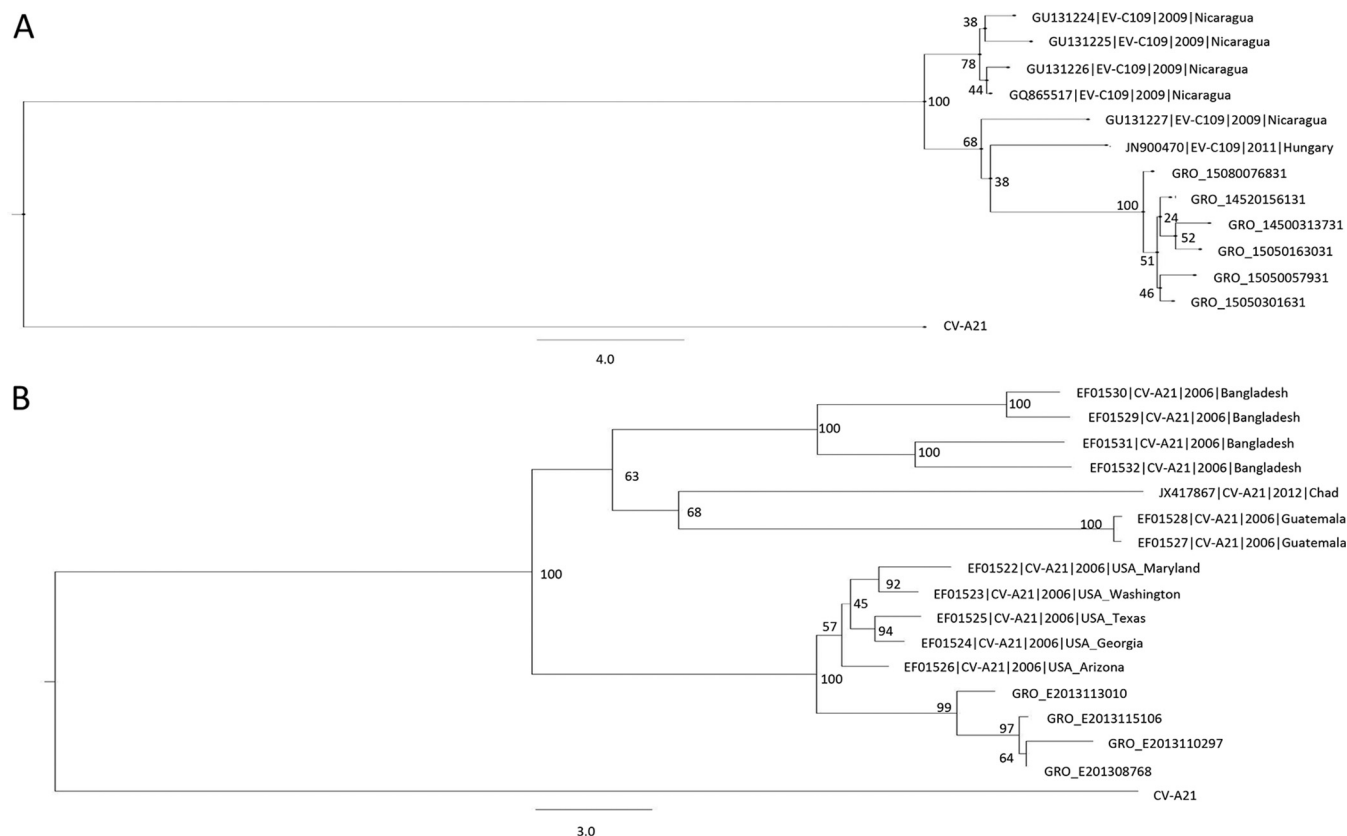 A
GU131224|EV-C109|2009|Nicaragua
38
GU131225|EV-C109|2009|Nicaragua
78
GU131226|EV-C109|2009|Nicaragua
44
GQ865517|EV-C109|2009|Nicaragua
100
GU131227|EV-C109|2009|Nicaragua
68
JN900470|EV-C109|2011|Hungary
38
GRO_15080076831
100
GRO_14520156131
24
GRO_14500313731
52
GRO_15050163031
51
GRO_15050057931
46
GRO_15050301631
CV-A21
4.0
B
EF01530|CV-A21|2006|Bangladesh
100
EF01529|CV-A21|2006|Bangladesh
100
EF01531|CV-A21|2006|Bangladesh
100
EF01532|CV-A21|2006|Bangladesh
63
JX417867|CV-A21|2012|Chad
68
EF01528|CV-A21|2006|Guatemala
100
EF01527|CV-A21|2006|Guatemala
100
EF01522|CV-A21|2006|USA_Maryland
92
EF01523|CV-A21|2006|USA_Washington
45
EF01525|CV-A21|2006|USA_Texas
57
94
EF01524|CV-A21|2006|USA_Georgia
EF01526|CV-A21|2006|USA_Arizona
100
GRO_E2013113010
99
GRO_E2013115106
97
GRO_E2013110297
64
GRO_E201308768
CV-A21
3.0